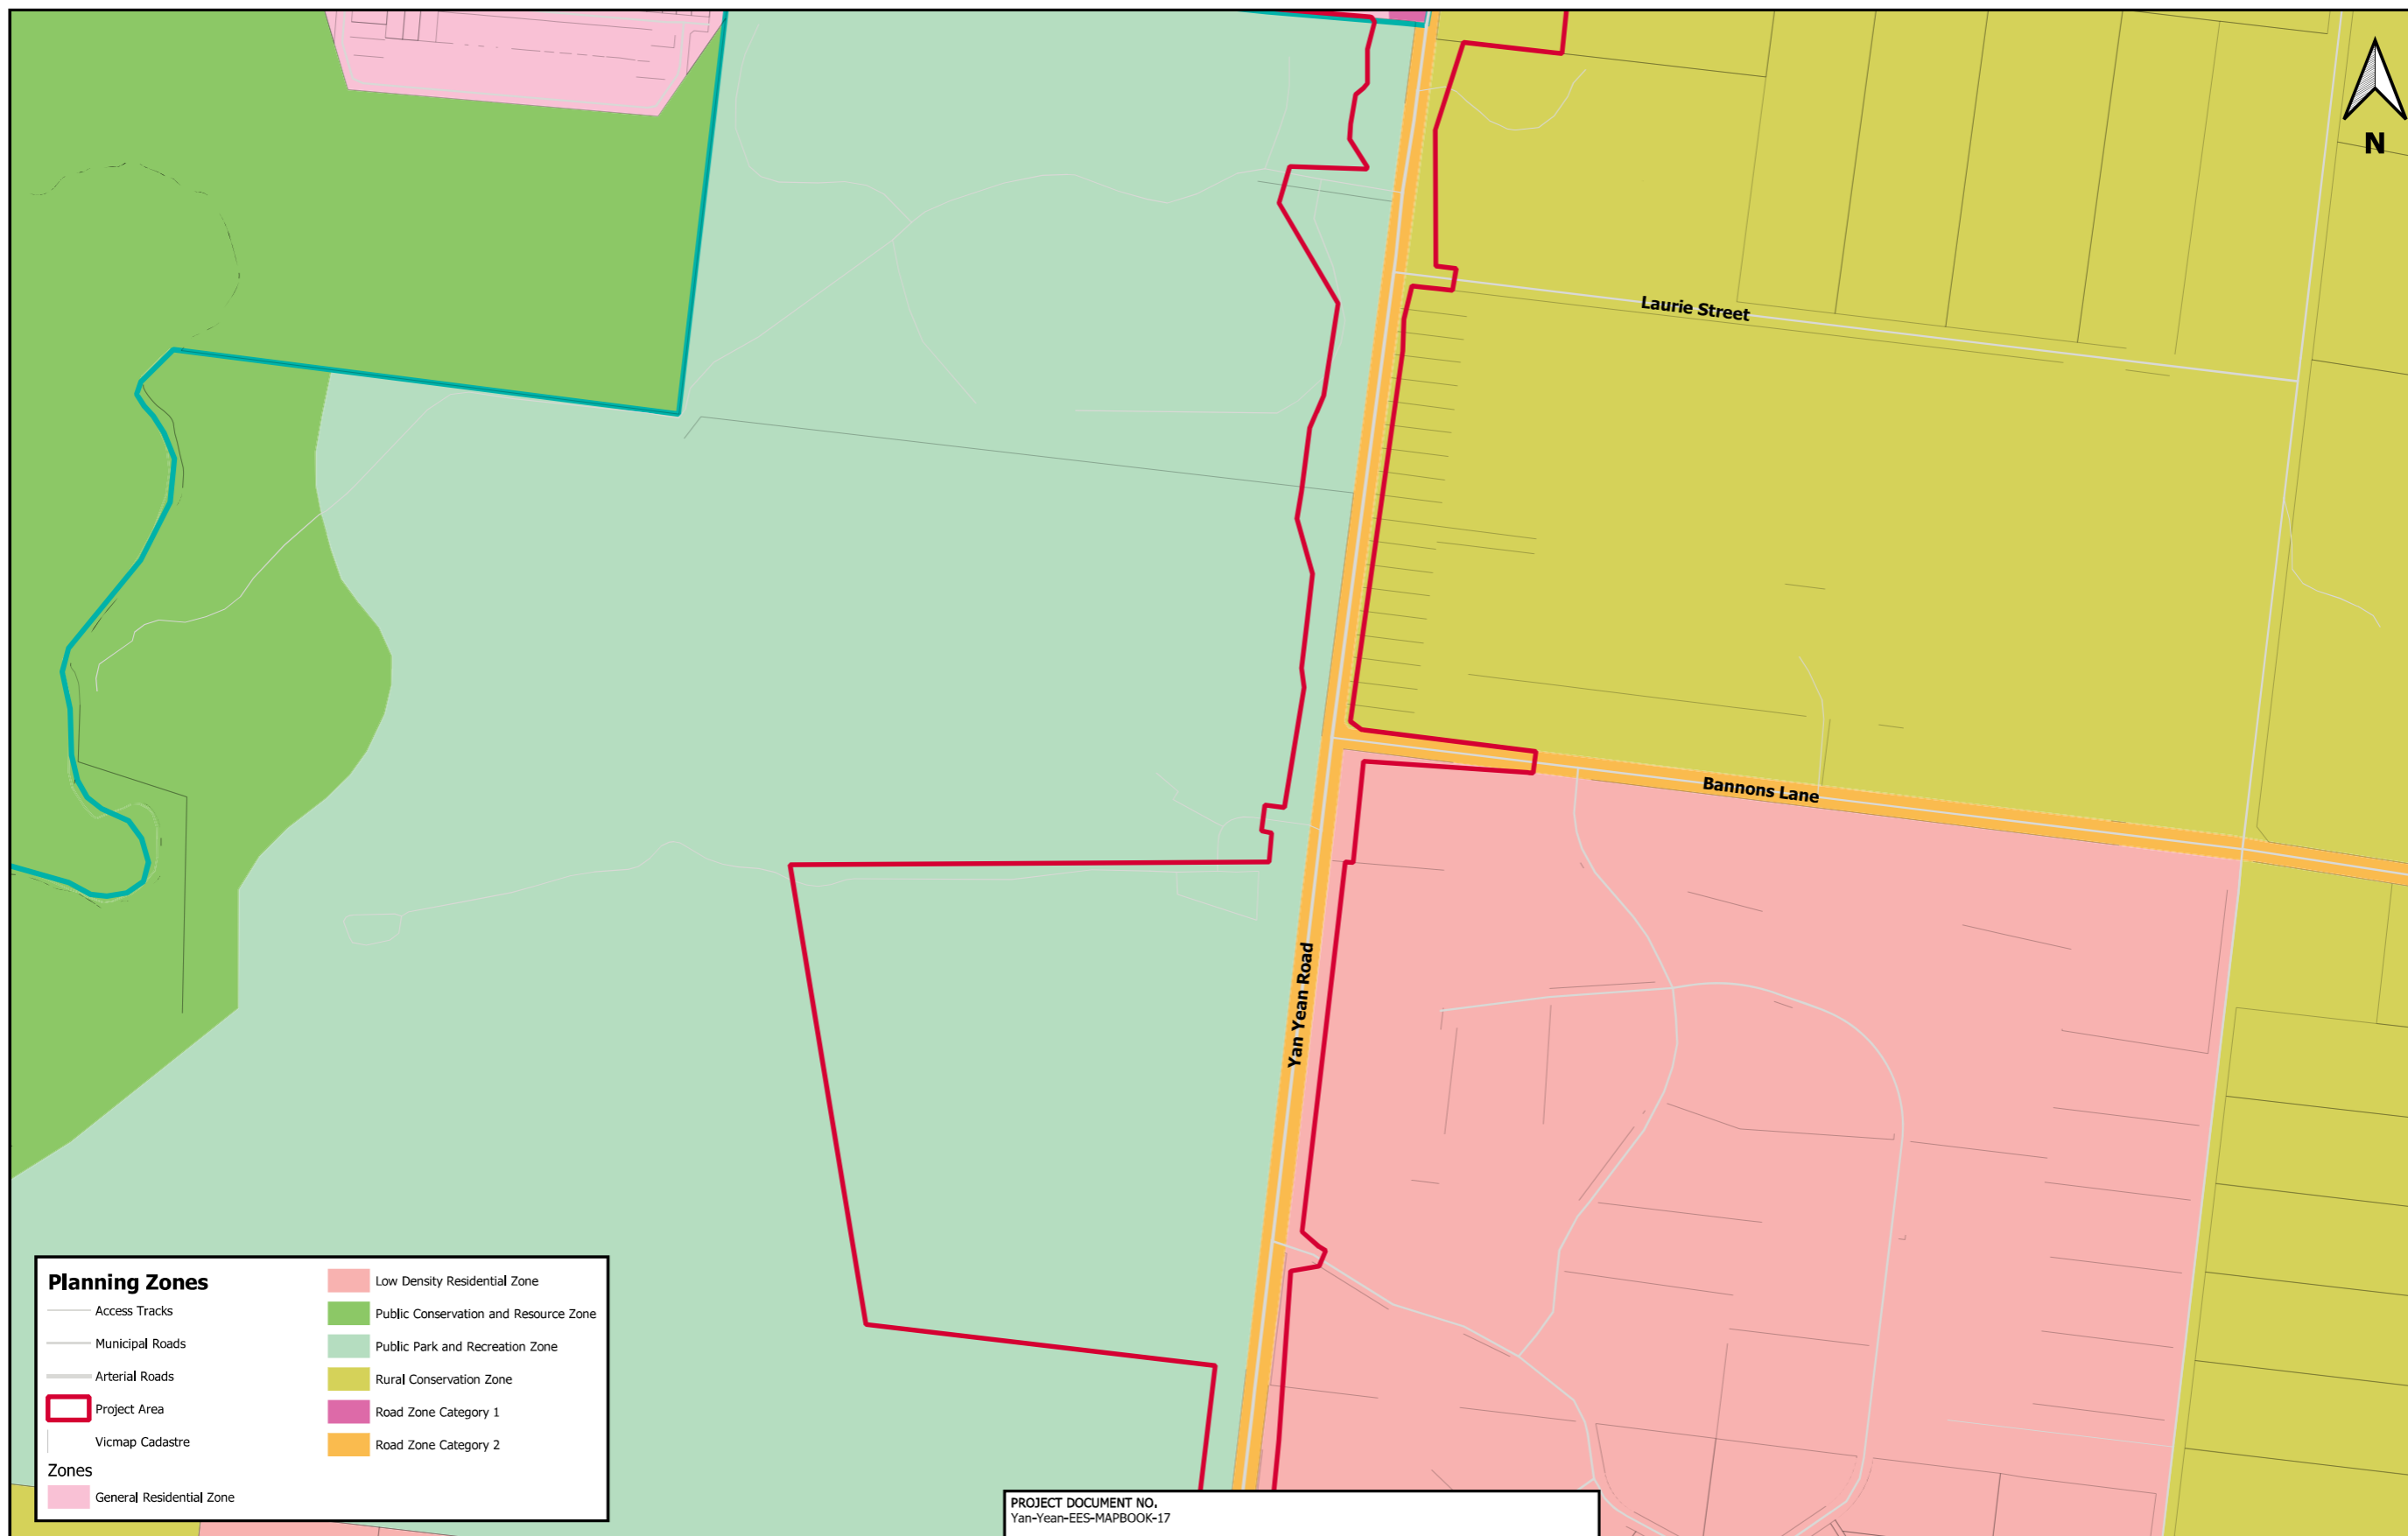 N
Laurie Street
Bannons Lane
Yan Yean Road
Planning Zones
Access Tracks
Municipal Roads
Arterial Roads
Project Area
Vicmap Cadastre
Zones
General Residential Zone
Low Density Residential Zone
Public Conservation and Resource Zone
Public Park and Recreation Zone
Rural Conservation Zone
Road Zone Category 1
Road Zone Category 2
PROJECT DOCUMENT NO.
Yan-Yean-EES-MAPBOOK-17